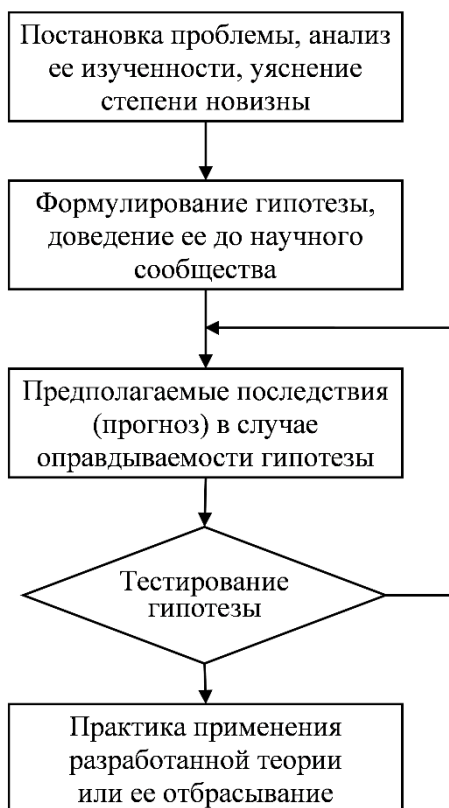 Постановка проблемы, анализ
ее изученности, уяснение
степени новизны
Формулирование гипотезы,
доведение ее до научного
сообщества
Предполагаемые последствия
(прогноз) в случае
оправдываемости гипотезы
Тестирование
гипотезы
Практика применения
разработанной теории
или ее отбрасывание